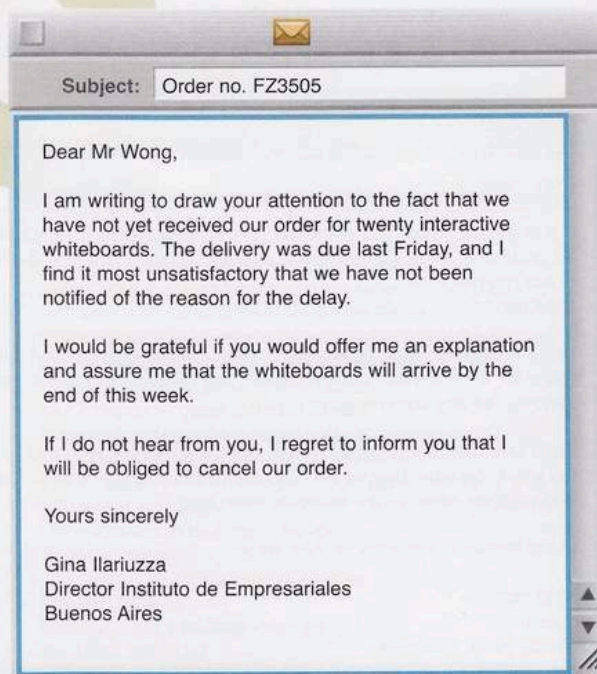 Subject: Order no. FZ3505
Dear Mr Wong,
I am writing to draw your attention to the fact that we
have not yet received our order for twenty interactive
whiteboards. The delivery was due last Friday, and I
find it most unsatisfactory that we have not been
notified of the reason for the delay.
I would be grateful if you would offer me an explanation
and assure me that the whiteboards will arrive by the
end of this week.
If I do not hear from you, I regret to inform you that I
will be obliged to cancel our order.
Yours sincerely
Gina Ilariuzza
Director Instituto de Empresariales
Buenos Aires